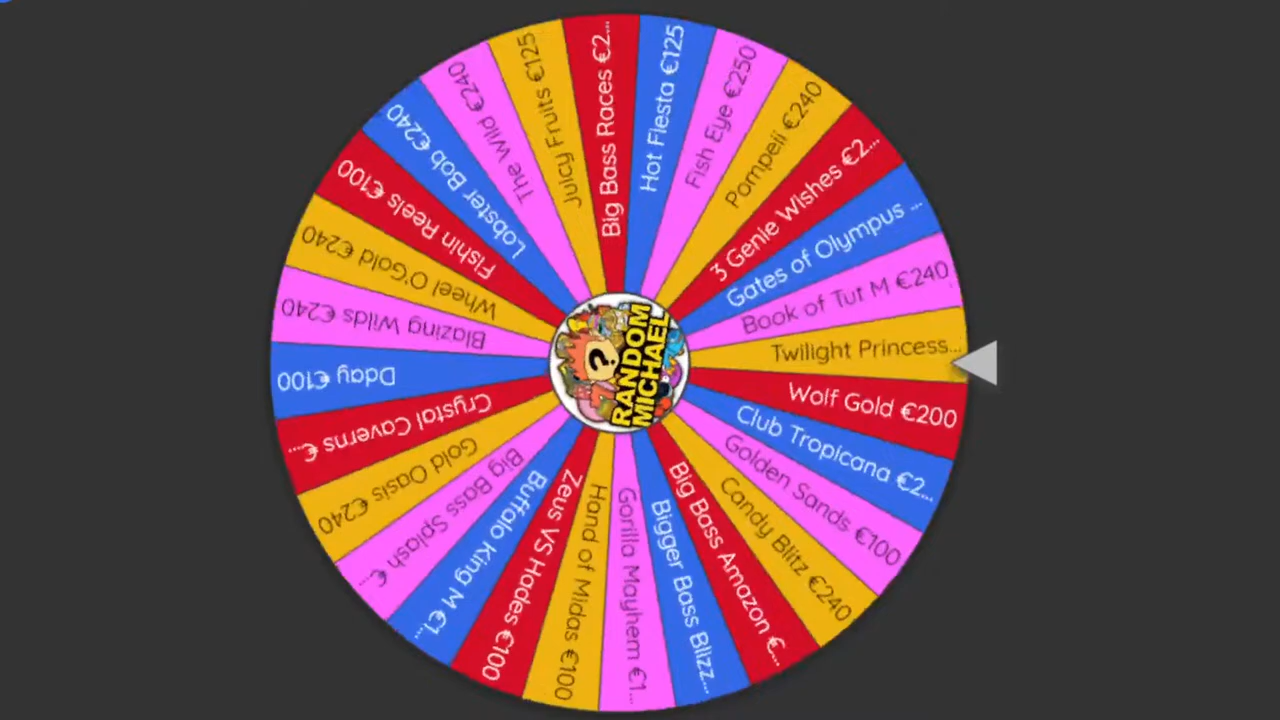 Big Bass Races €2...
Hot Fiesta €125
Fish Eye €250
Pompeii €240
3 Genie Wishes €2...
Gates of Olympus ...
Book of Tut M €240
Twilight Princess...
Wolf Gold €200
Club Tropicana €2...
Golden Sands €100
Candy Blitz €240
Big Bass Amazon €...
Bigger Bass Blizz...
Gorilla Mayhem €1...
Hand of Midas €100
Zeus VS Hades €100
Buffalo King M €1...
Big Bass Splash €...
Gold Oasis €240
Crystal Caverns €...
Dday €100
Blazing Wilds €240
Wheel O'Gold €240
Fishin Reels €100
Lobster Bob €240
The Wild €240
Juicy Fruits €125
?
RANDOM
MICHAEL